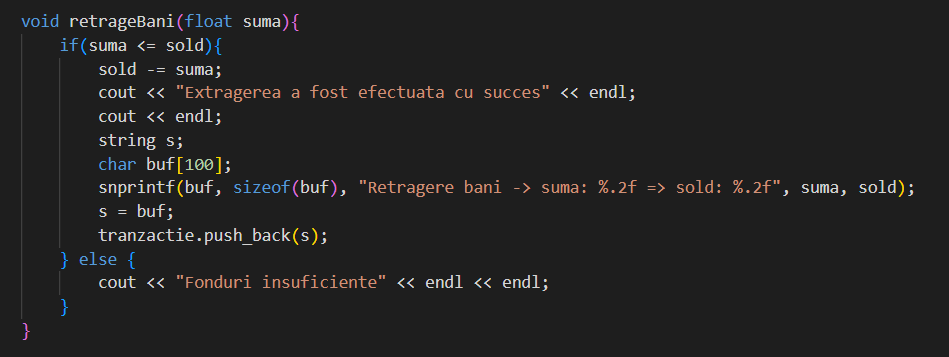 void retrageBani(float suma){
    if(suma <= sold){
        sold -= suma;
        cout << "Extragerea a fost efectuata cu succes" << endl;
        cout << endl;
        string s;
        char buf[100];
        snprintf(buf, sizeof(buf), "Retragere bani -> suma: %.2f => sold: %.2f", suma, sold);
        s = buf;
        tranzactie.push_back(s);
    } else {
        cout << "Fonduri insuficiente" << endl << endl;
    }
}